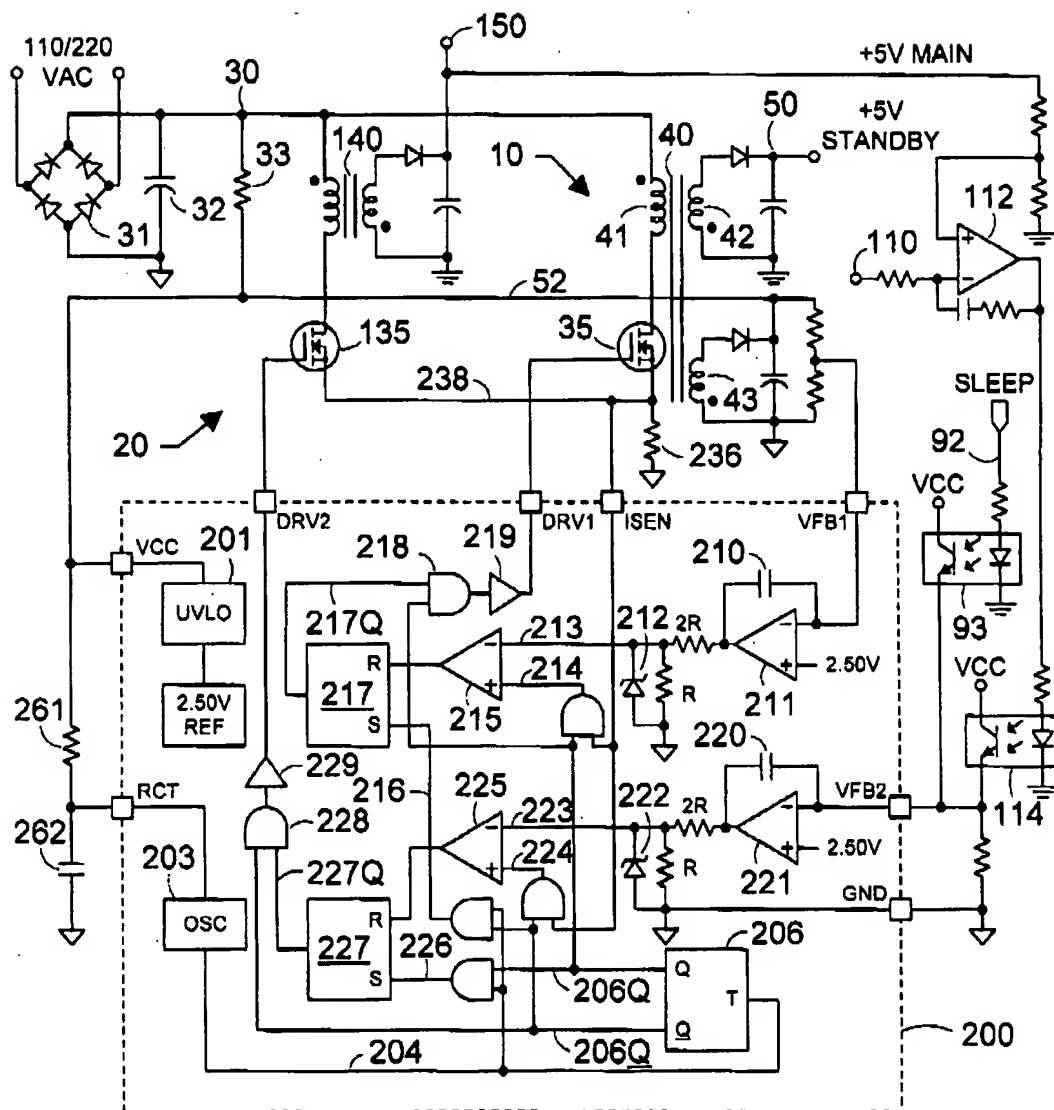 150
110/220
VAC
+5V MAIN
30
50
+5V
STANDBY
140
40
33
10
112
31
32
41
42
110
52
135
35
43
SLEEP
238
92
20
236
VCC
DRV2
DRV1
ISEN
VFB1
VCC
201
218
219
210
93
UVLO
217Q
213
212
2R
2.50V
211
VCC
214
R
217
S
215
R
261
2.50V
REF
220
229
216
225
222
RCT
223
2R
VFB2
114
228
262
224
2.50V
221
203
227Q
R
GND
OSC
R
227
S
226
206
Q
T
206Q
Q
200
204
206Q